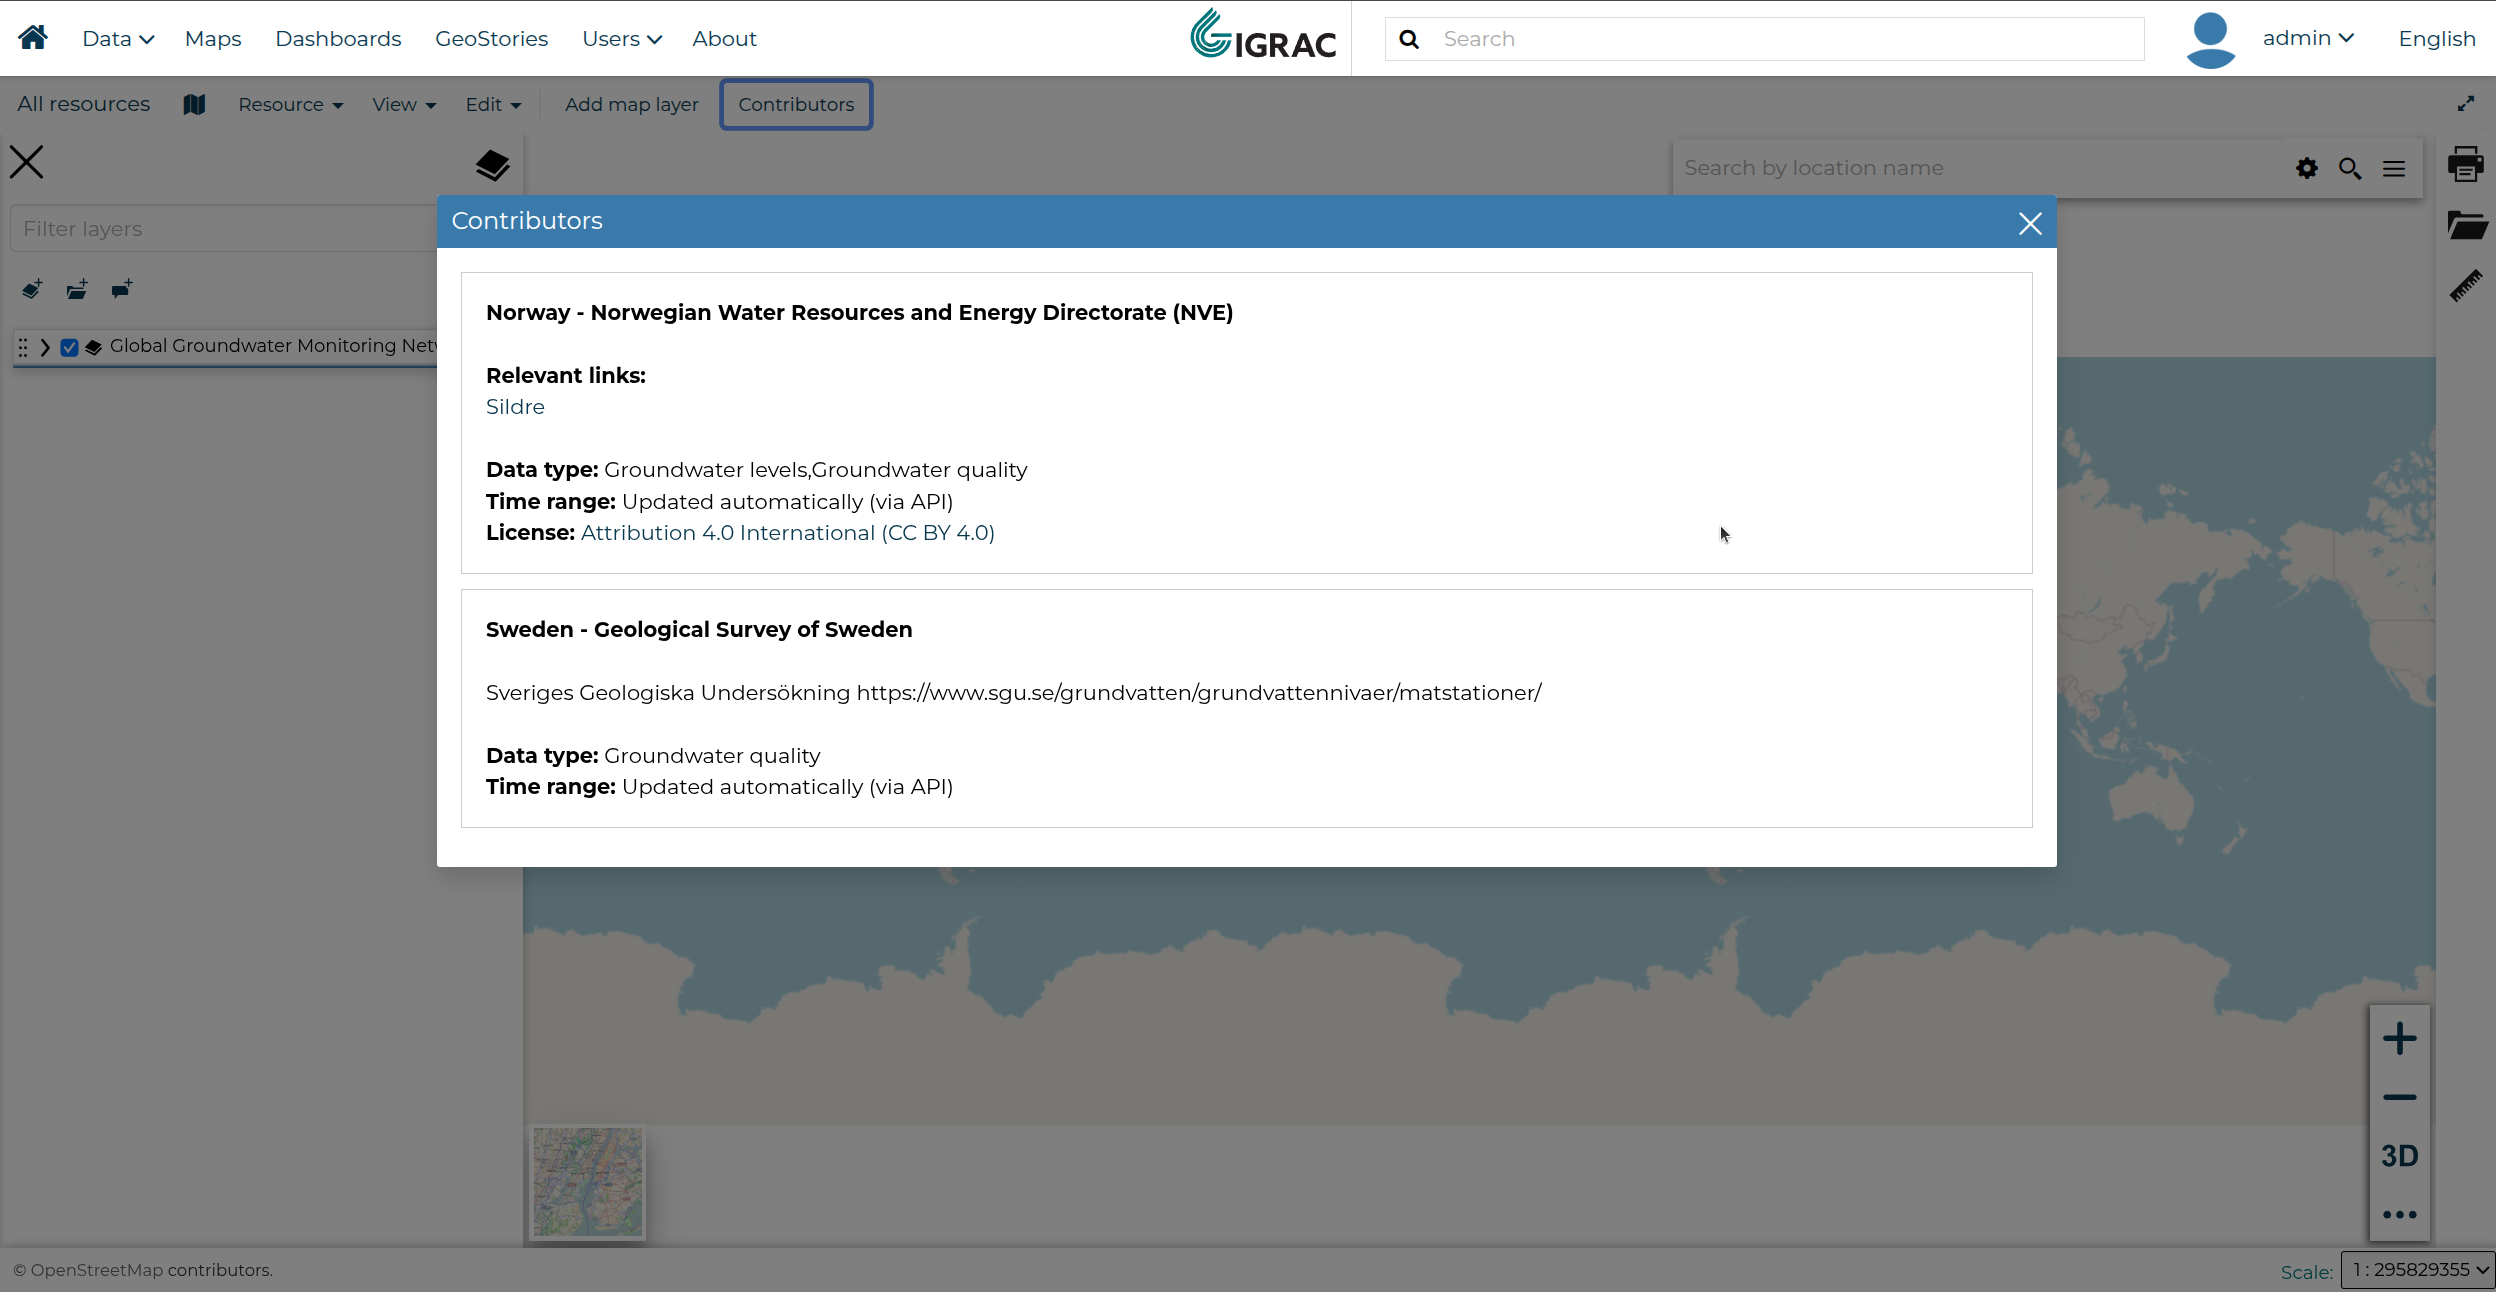 Data
Maps
Dashboards
GeoStories
Users
About
IGRAC
Search
admin
English
All resources
Resource
View
Edit
Add map layer
Contributors
Search by location name
Filter layers
Global Groundwater Monitoring Netw
Contributors
Norway - Norwegian Water Resources and Energy Directorate (NVE)
Relevant links:
Sildre
Data type: Groundwater levels,Groundwater quality
Time range: Updated automatically (via API)
License: Attribution 4.0 International (CC BY 4.0)
Sweden - Geological Survey of Sweden
Sveriges Geologiska Undersökning https://www.sgu.se/grundvatten/grundvattennivaer/matstationer/
Data type: Groundwater quality
Time range: Updated automatically (via API)
3D
© OpenStreetMap contributors.
Scale: 1 : 295829355